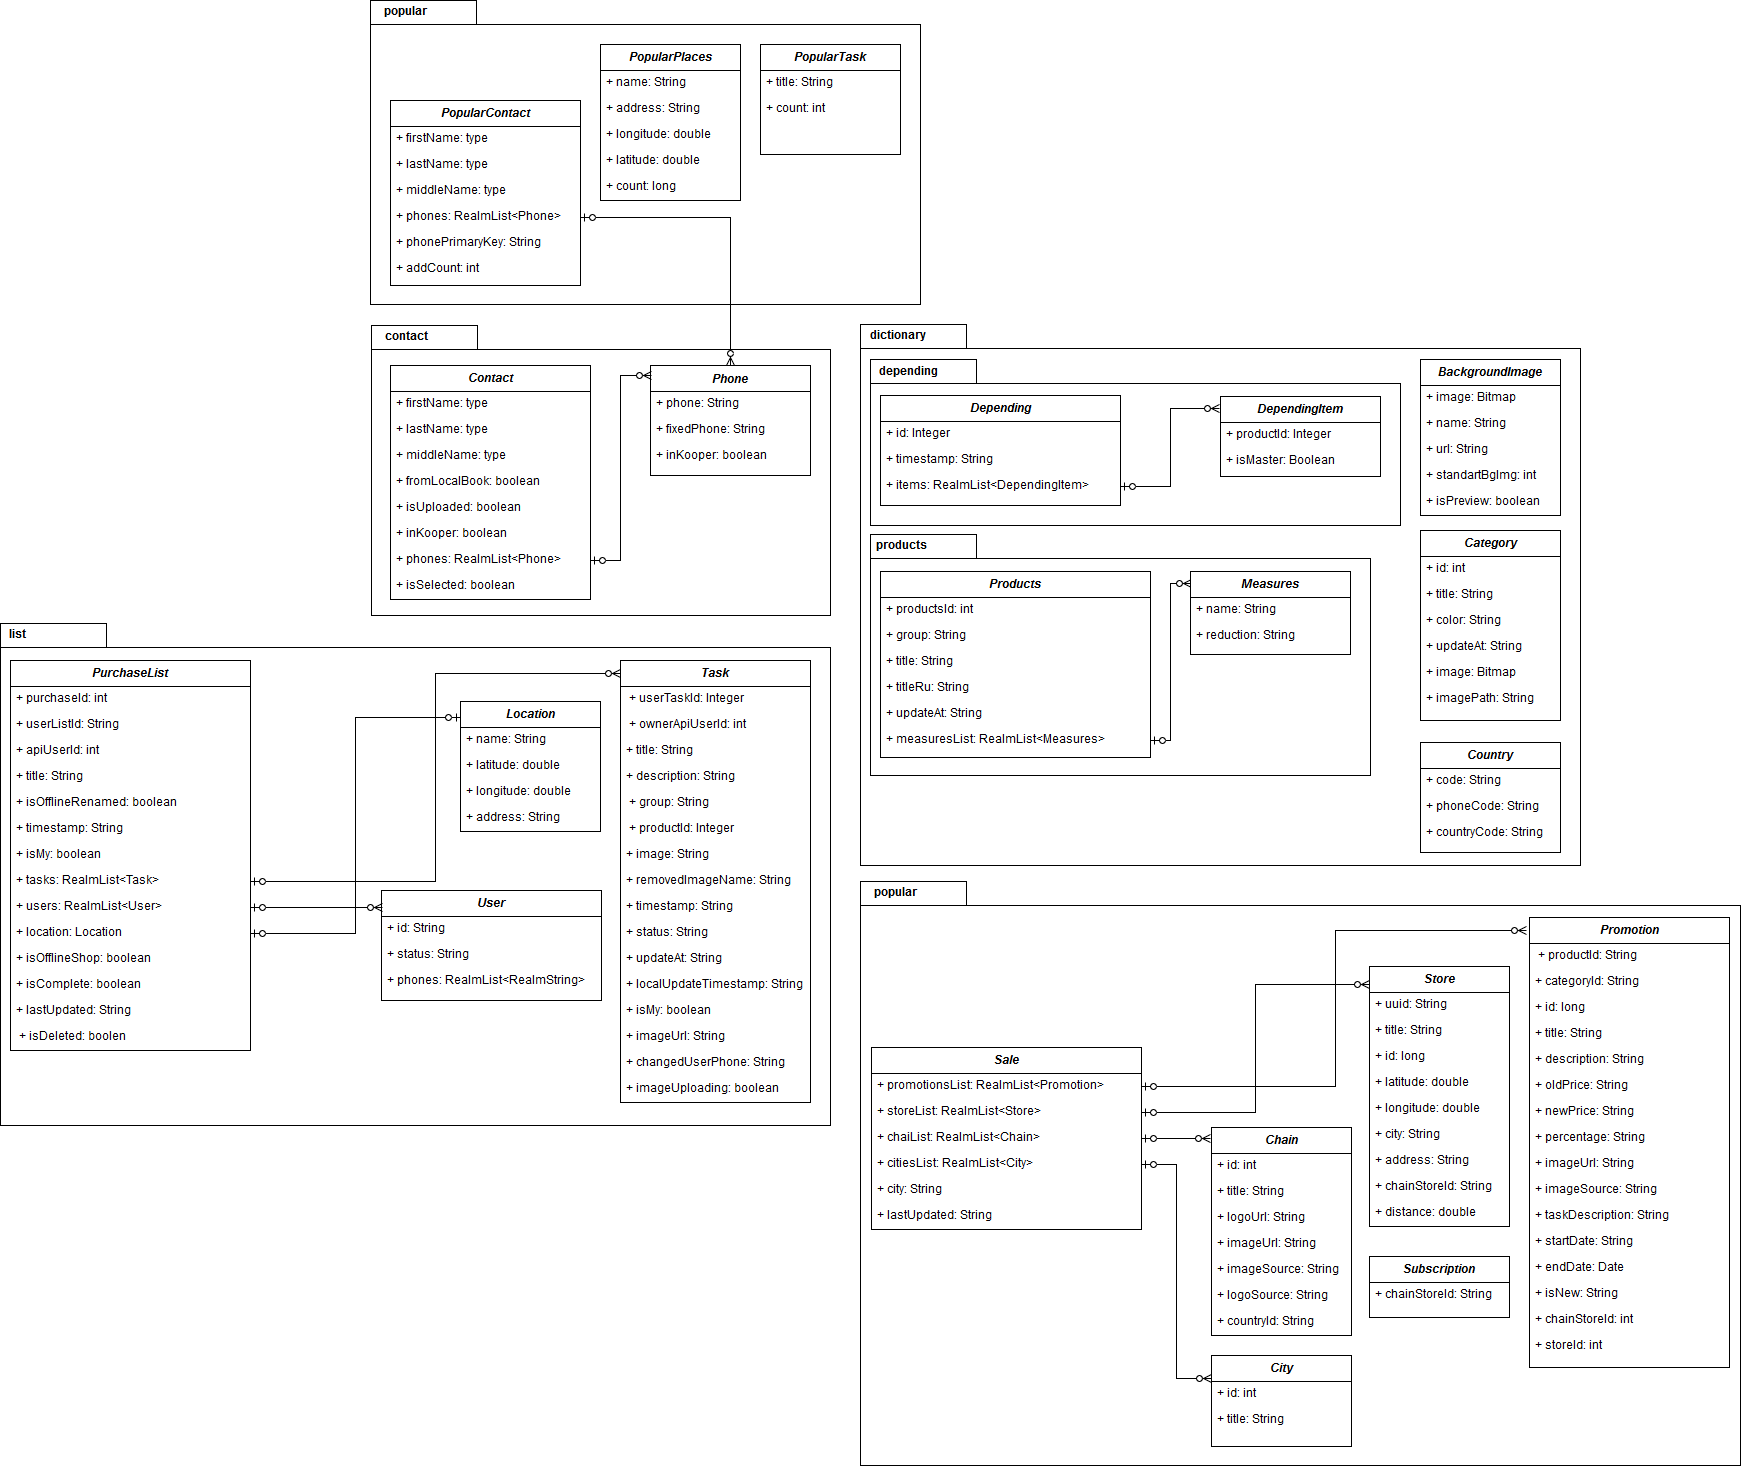 popular
PopularPlaces
+ name: String
+ address: String
+ longitude: double
+ latitude: double
+ count: long
PopularTask
+ title: String
+ count: int
PopularContact
+ firstName: type
+ lastName: type
+ middleName: type
+ phones: RealmList<Phone>
+ phonePrimaryKey: String
+ addCount: int
contact
Contact
+ firstName: type
+ lastName: type
+ middleName: type
+ fromLocalBook: boolean
+ isUploaded: boolean
+ inKooper: boolean
+ phones: RealmList<Phone>
+ isSelected: boolean
Phone
+ phone: String
+ fixedPhone: String
+ inKooper: boolean
dictionary
depending
Depending
+ id: Integer
+ timestamp: String
+ items: RealmList<DependingItem>
DependingItem
+ productId: Integer
+ isMaster: Boolean
BackgroundImage
+ image: Bitmap
+ name: String
+ url: String
+ standartBgImg: int
+ isPreview: boolean
products
Products
+ productsId: int
+ group: String
+ title: String
+ titleRu: String
+ updateAt: String
+ measuresList: RealmList<Measures>
Measures
+ name: String
+ reduction: String
Category
+ id: int
+ title: String
+ color: String
+ updateAt: String
+ image: Bitmap
+ imagePath: String
Country
+ code: String
+ phoneCode: String
+ countryCode: String
list
PurchaseList
+ purchaseId: int
+ userListId: String
+ apiUserId: int
+ title: String
+ isOfflineRenamed: boolean
+ timestamp: String
+ isMy: boolean
+ tasks: RealmList<Task>
+ users: RealmList<User>
+ location: Location
+ isOfflineShop: boolean
+ isComplete: boolean
+ lastUpdated: String
+ isDeleted: boolen
Location
+ name: String
+ latitude: double
+ longitude: double
+ address: String
User
+ id: String
+ status: String
+ phones: RealmList<RealmString>
Task
+ userTaskId: Integer
+ ownerApiUserId: int
+ title: String
+ description: String
+ group: String
+ productId: Integer
+ image: String
+ removedImageName: String
+ timestamp: String
+ status: String
+ updateAt: String
+ localUpdateTimestamp: String
+ isMy: boolean
+ imageUrl: String
+ changedUserPhone: String
+ imageUploading: boolean
popular
Sale
+ promotionsList: RealmList<Promotion>
+ storeList: RealmList<Store>
+ chaiList: RealmList<Chain>
+ citiesList: RealmList<City>
+ city: String
+ lastUpdated: String
Chain
+ id: int
+ title: String
+ logoUrl: String
+ imageUrl: String
+ imageSource: String
+ logoSource: String
+ countryId: String
City
+ id: int
+ title: String
Store
+ uuid: String
+ title: String
+ id: long
+ latitude: double
+ longitude: double
+ city: String
+ address: String
+ chainStoreId: String
+ distance: double
Subscription
+ chainStoreId: String
Promotion
+ productId: String
+ categoryId: String
+ id: long
+ title: String
+ description: String
+ oldPrice: String
+ newPrice: String
+ percentage: String
+ imageUrl: String
+ imageSource: String
+ taskDescription: String
+ startDate: String
+ endDate: Date
+ isNew: String
+ chainStoreId: int
+ storeId: int